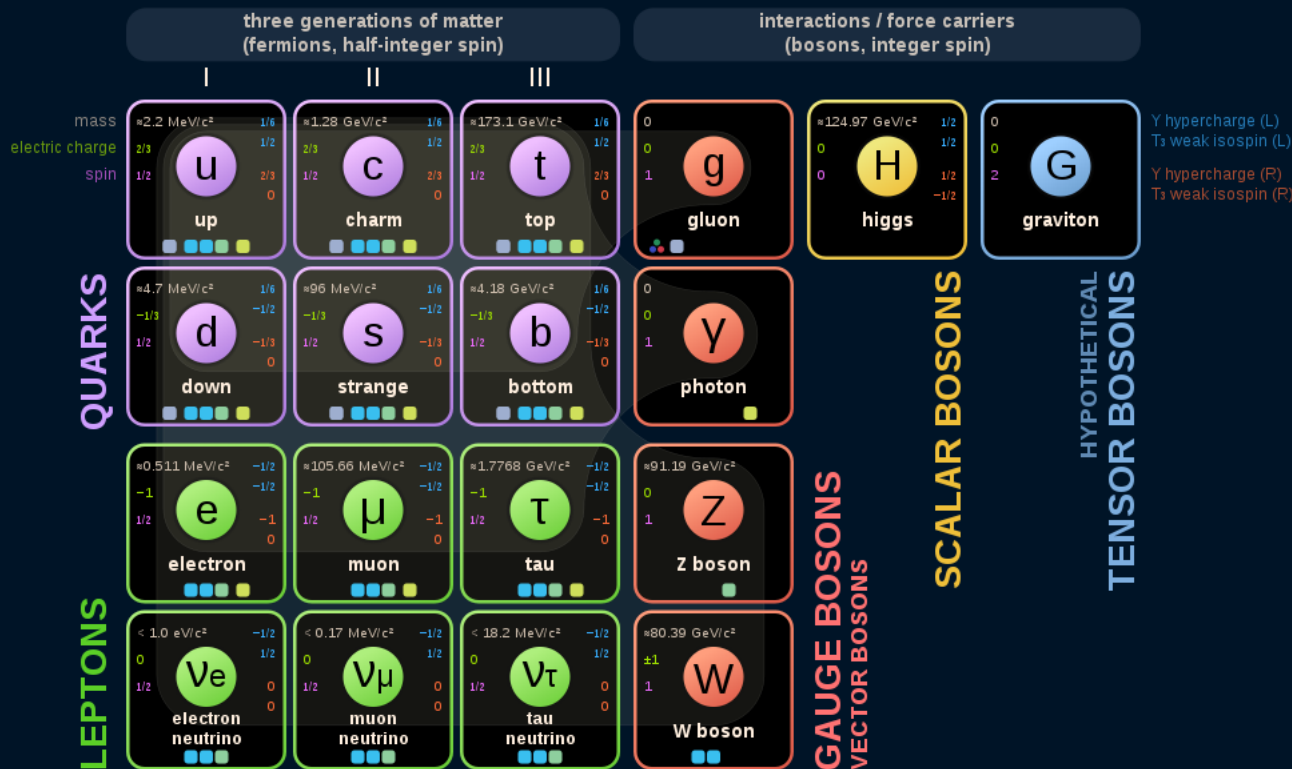 three generations of matter
(fermions, half-integer spin)
interactions / force carriers
(bosons, integer spin)
I
II
III
mass
electric charge
spin
≈2.2 MeV/c²
2/3
1/2
1/6
1/2
2/3
0
u
up
≈1.28 GeV/c²
2/3
1/2
1/6
1/2
2/3
0
c
charm
≈173.1 GeV/c²
2/3
1/2
1/6
1/2
2/3
0
t
top
0
0
1
g
gluon
≈124.97 GeV/c²
0
0
1/2
1/2
1/2
−1/2
H
higgs
0
0
2
G
graviton
Y hypercharge (L)
T₃ weak isospin (L)
Y hypercharge (R)
T₃ weak isospin (R)
QUARKS
≈4.7 MeV/c²
−1/3
1/2
1/6
−1/2
−1/3
0
d
down
≈96 MeV/c²
−1/3
1/2
1/6
−1/2
−1/3
0
s
strange
≈4.18 GeV/c²
−1/3
1/2
1/6
−1/2
−1/3
0
b
bottom
0
0
1
γ
photon
SCALAR BOSONS
HYPOTHETICAL
TENSOR BOSONS
LEPTONS
≈0.511 MeV/c²
−1
1/2
−1/2
−1/2
−1
0
e
electron
≈105.66 MeV/c²
−1
1/2
−1/2
−1/2
−1
0
μ
muon
≈1.7768 GeV/c²
−1
1/2
−1/2
−1/2
−1
0
τ
tau
≈91.19 GeV/c²
0
1
Z
Z boson
GAUGE BOSONS
VECTOR BOSONS
< 1.0 eV/c²
0
1/2
−1/2
1/2
0
0
νe
electron
neutrino
< 0.17 MeV/c²
0
1/2
−1/2
1/2
0
0
νμ
muon
neutrino
< 18.2 MeV/c²
0
1/2
−1/2
1/2
0
0
ντ
tau
neutrino
≈80.39 GeV/c²
±1
1
W
W boson